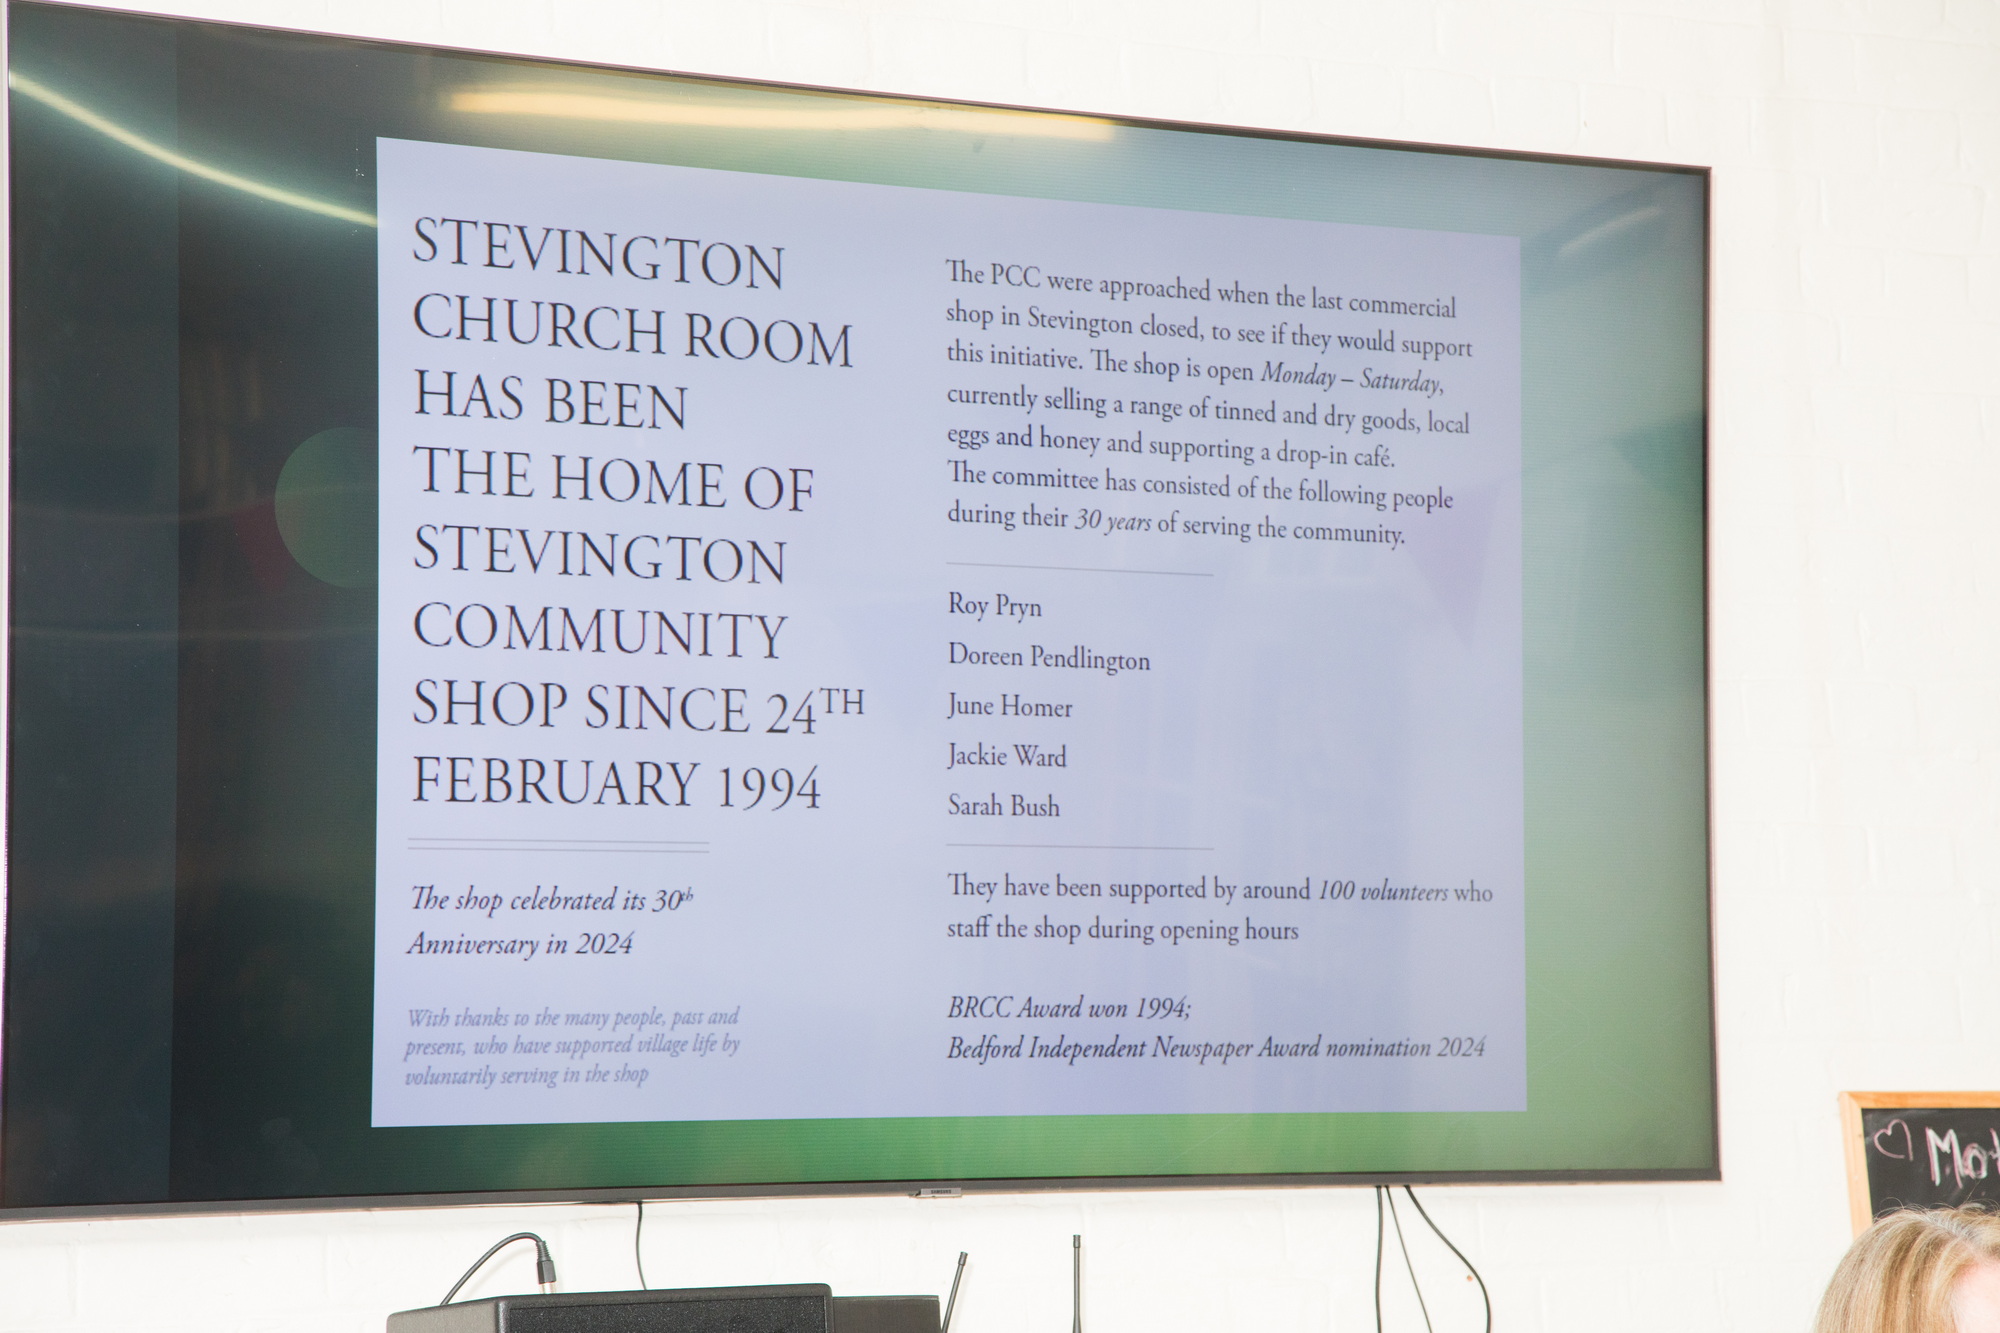 STEVINGTON
CHURCH ROOM
HAS BEEN
THE HOME OF
STEVINGTON
COMMUNITY
SHOP SINCE 24TH
FEBRUARY 1994
The shop celebrated its 30th
Anniversary in 2024
With thanks to the many people, past and
present, who have supported village life by
voluntarily serving in the shop
The PCC were approached when the last commercial
shop in Stevington closed, to see if they would support
this initiative. The shop is open Monday – Saturday,
currently selling a range of tinned and dry goods, local
eggs and honey and supporting a drop-in café.
The committee has consisted of the following people
during their 30 years of serving the community.
Roy Pryn
Doreen Pendlington
June Homer
Jackie Ward
Sarah Bush
They have been supported by around 100 volunteers who
staff the shop during opening hours
BRCC Award won 1994;
Bedford Independent Newspaper Award nomination 2024
SAMSUNG